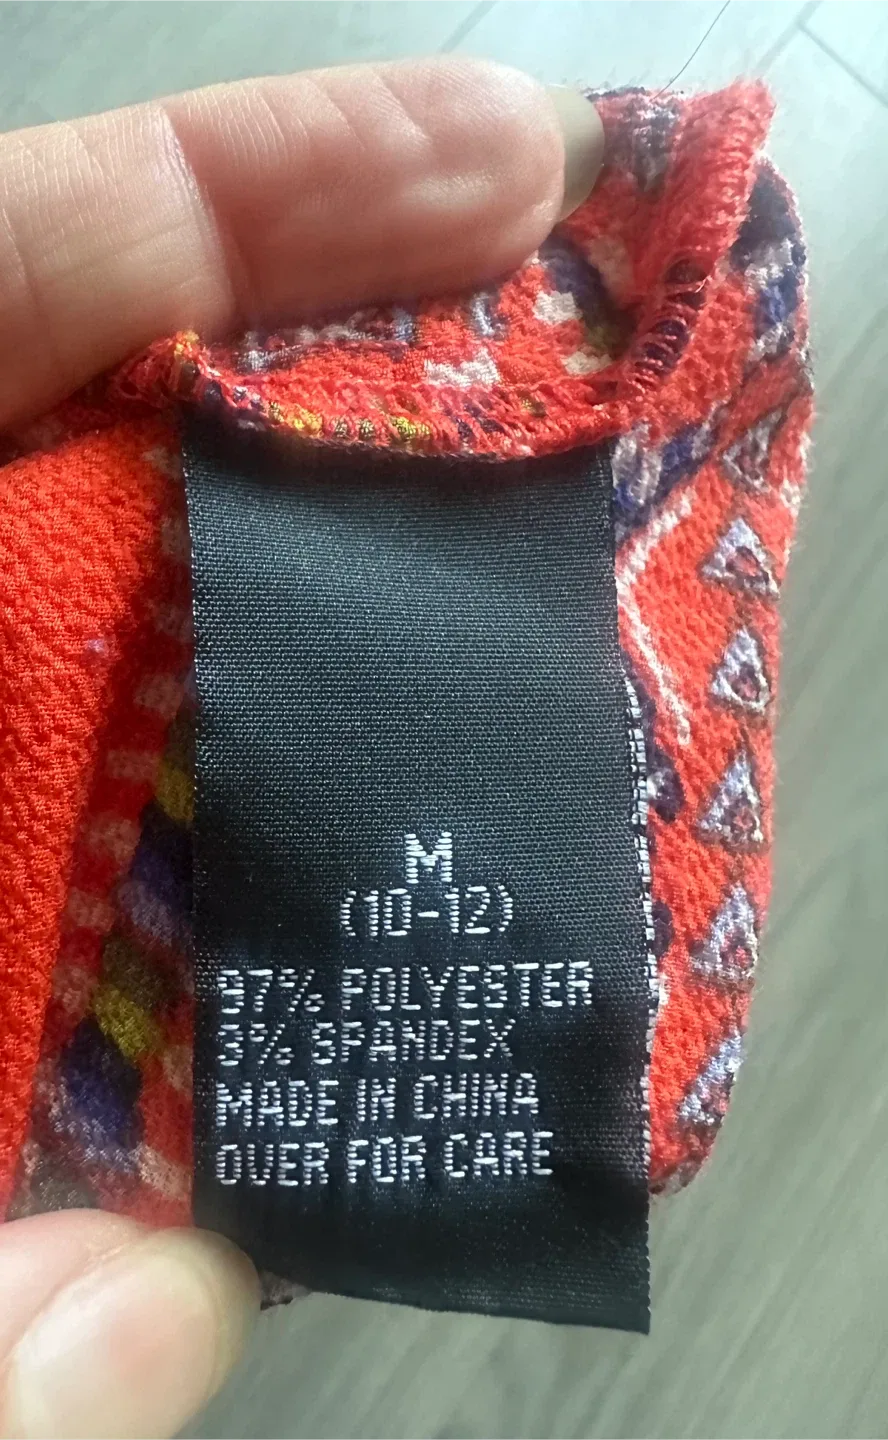 M
(10-12)
97% POLYESTER
3% SPANDEX
MADE IN CHINA
OVER FOR CARE